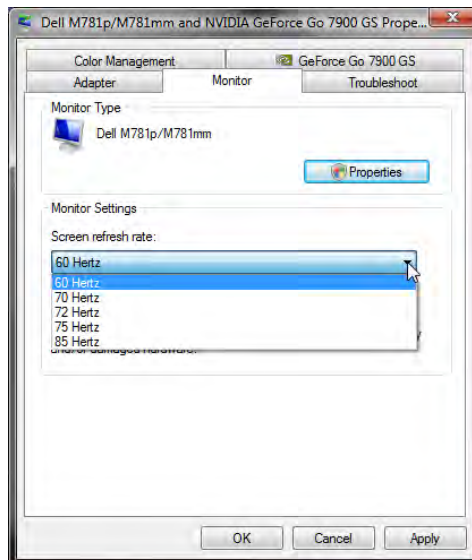 Dell M781p/M781mm and NVIDIA GeForce Go 7900 GS Prope...
Color Management
GeForce Go 7900 GS
Adapter
Monitor
Troubleshoot
Monitor Type
Dell M781p/M781mm
Properties
Monitor Settings
Screen refresh rate:
60 Hertz
60 Hertz
70 Hertz
72 Hertz
75 Hertz
85 Hertz
and/or damaged hardware.
OK
Cancel
Apply